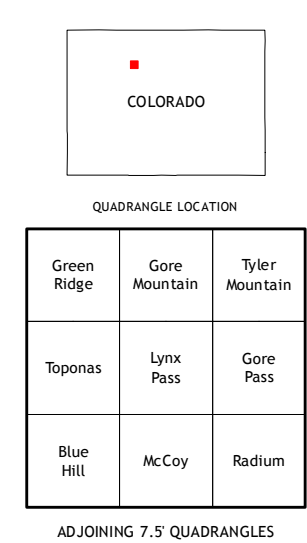 COLORADO
QUADRANGLE LOCATION
Green
Ridge
Gore
Mountain
Tyler
Mountain
Toponas
Lynx
Pass
Gore
Pass
Blue
Hill
McCoy
Radium
ADJOINING 7.5' QUADRANGLES